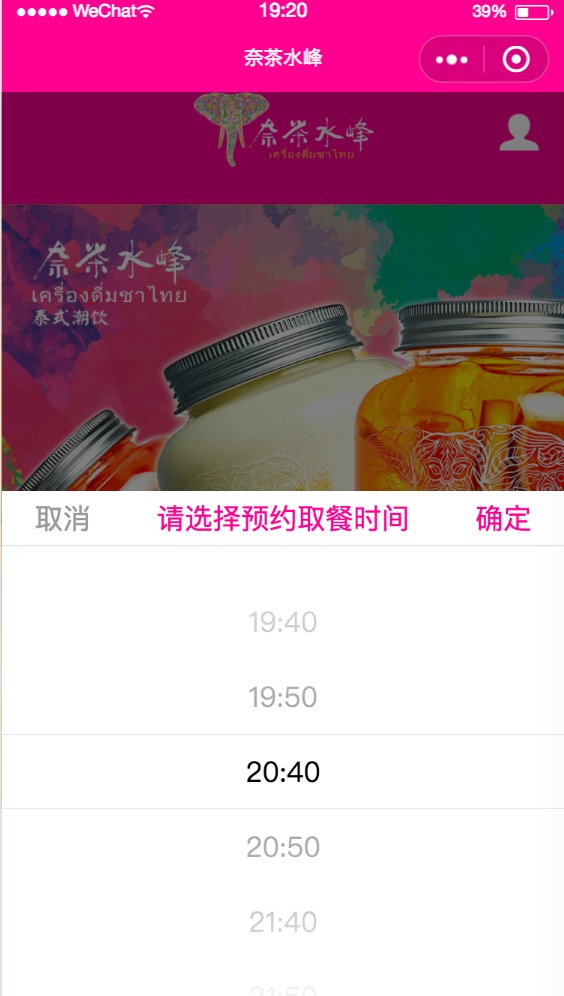 WeChat 19:20 39%
奈茶水峰
奈茶水峰
เครื่องดื่มชาไทย
奈茶水峰
เครื่องดื่มชาไทย
泰式潮饮
取消 请选择预约取餐时间 确定
19:40
19:50
20:40
20:50
21:40
21:50